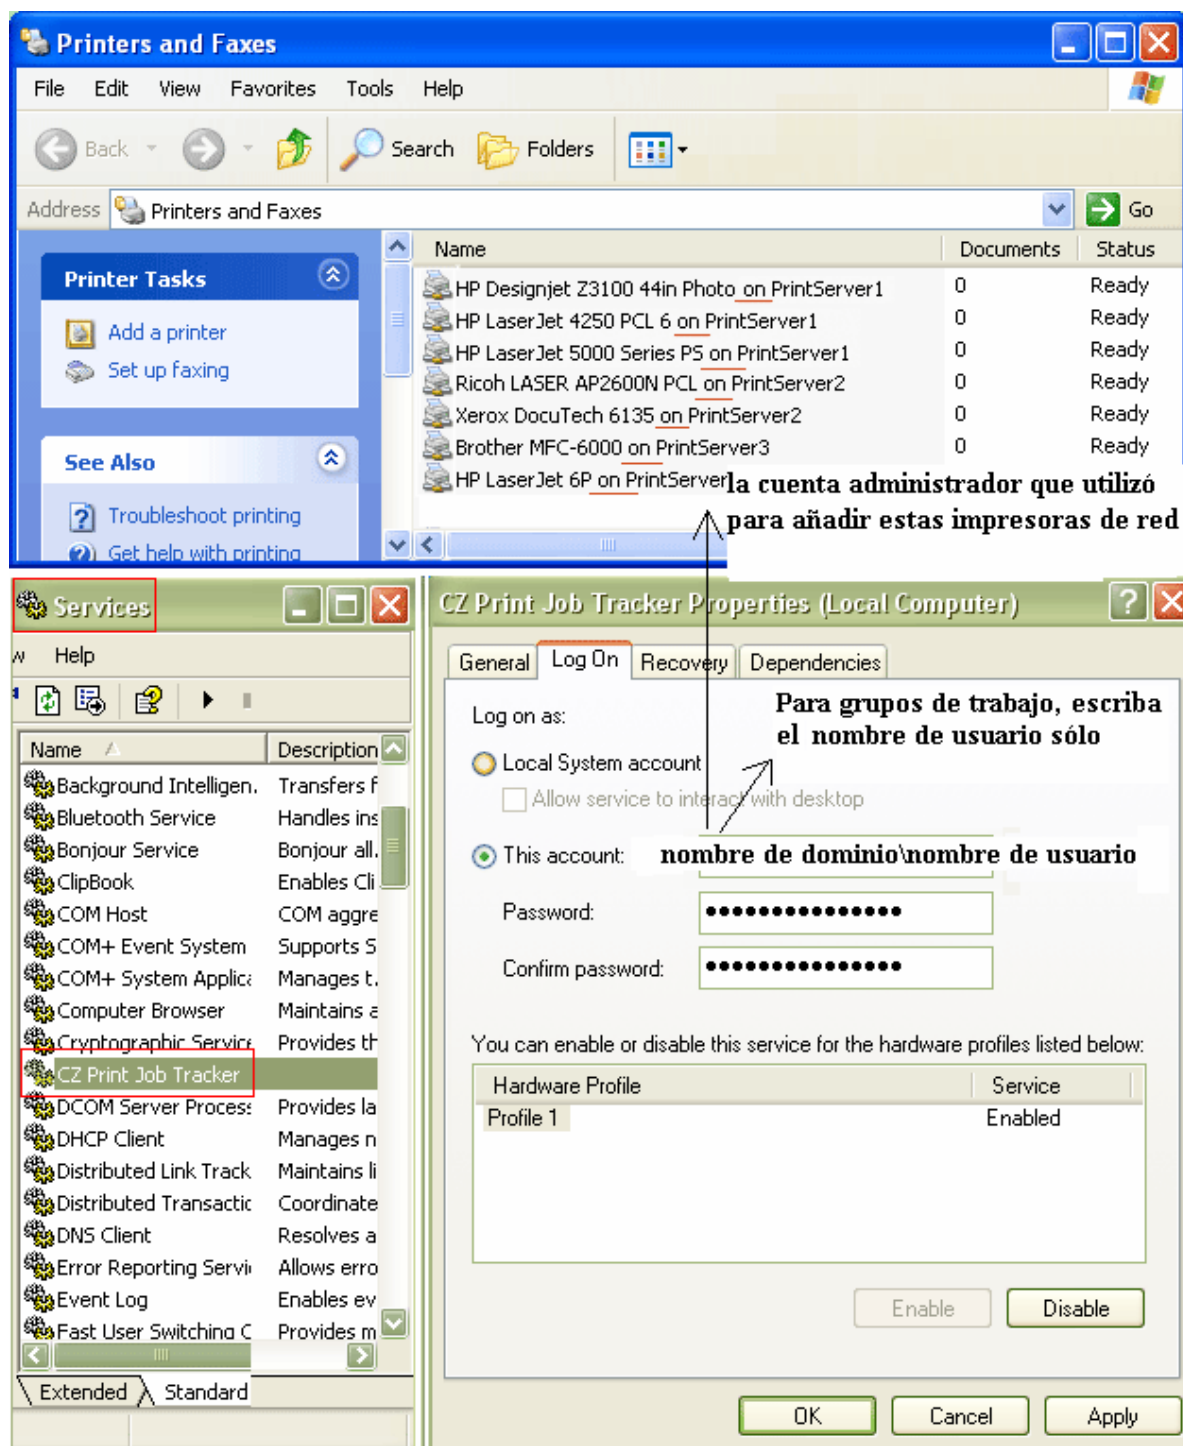 Printers and Faxes
File Edit View Favorites Tools Help
Back Search Folders
Address Printers and Faxes Go
Printer Tasks
Add a printer
Set up faxing
See Also
Troubleshoot printing
Get help with printing
Name Documents Status
HP Designjet Z3100 44in Photo on PrintServer1 0 Ready
HP LaserJet 4250 PCL 6 on PrintServer1 0 Ready
HP LaserJet 5000 Series PS on PrintServer1 0 Ready
Ricoh LASER AP2600N PCL on PrintServer2 0 Ready
Xerox DocuTech 6135 on PrintServer2 0 Ready
Brother MFC-6000 on PrintServer3 0 Ready
HP LaserJet 6P on PrintServer
la cuenta administrador que utilizó
para añadir estas impresoras de red
Services
w Help
Name Description
Background Intelligen. Transfers f
Bluetooth Service Handles ins
Bonjour Service Bonjour all.
ClipBook Enables Cli
COM Host COM aggre
COM+ Event System Supports S
COM+ System Applica Manages t.
Computer Browser Maintains a
Cryptographic Service Provides th
CZ Print Job Tracker
DCOM Server Process Provides la
DHCP Client Manages n
Distributed Link Track Maintains li
Distributed Transactic Coordinate
DNS Client Resolves a
Error Reporting Servi Allows erro
Event Log Enables ev
Fast User Switching C Provides m
Extended Standard
CZ Print Job Tracker Properties (Local Computer)
General Log On Recovery Dependencies
Log on as:
Para grupos de trabajo, escriba
el nombre de usuario sólo
Local System account
Allow service to interact with desktop
This account: nombre de dominio\nombre de usuario
Password: •••••••••••••••
Confirm password: •••••••••••••••
You can enable or disable this service for the hardware profiles listed below:
Hardware Profile Service
Profile 1 Enabled
Enable Disable
OK Cancel Apply